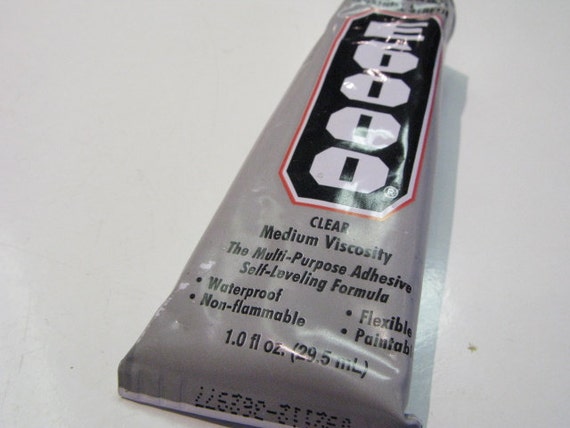 E6000®
CLEAR
Medium Viscosity
The Multi-Purpose Adhesive
Self-Leveling Formula
• Waterproof • Flexible
• Non-flammable • Paintab
1.0 fl oz. (29.5 mL)